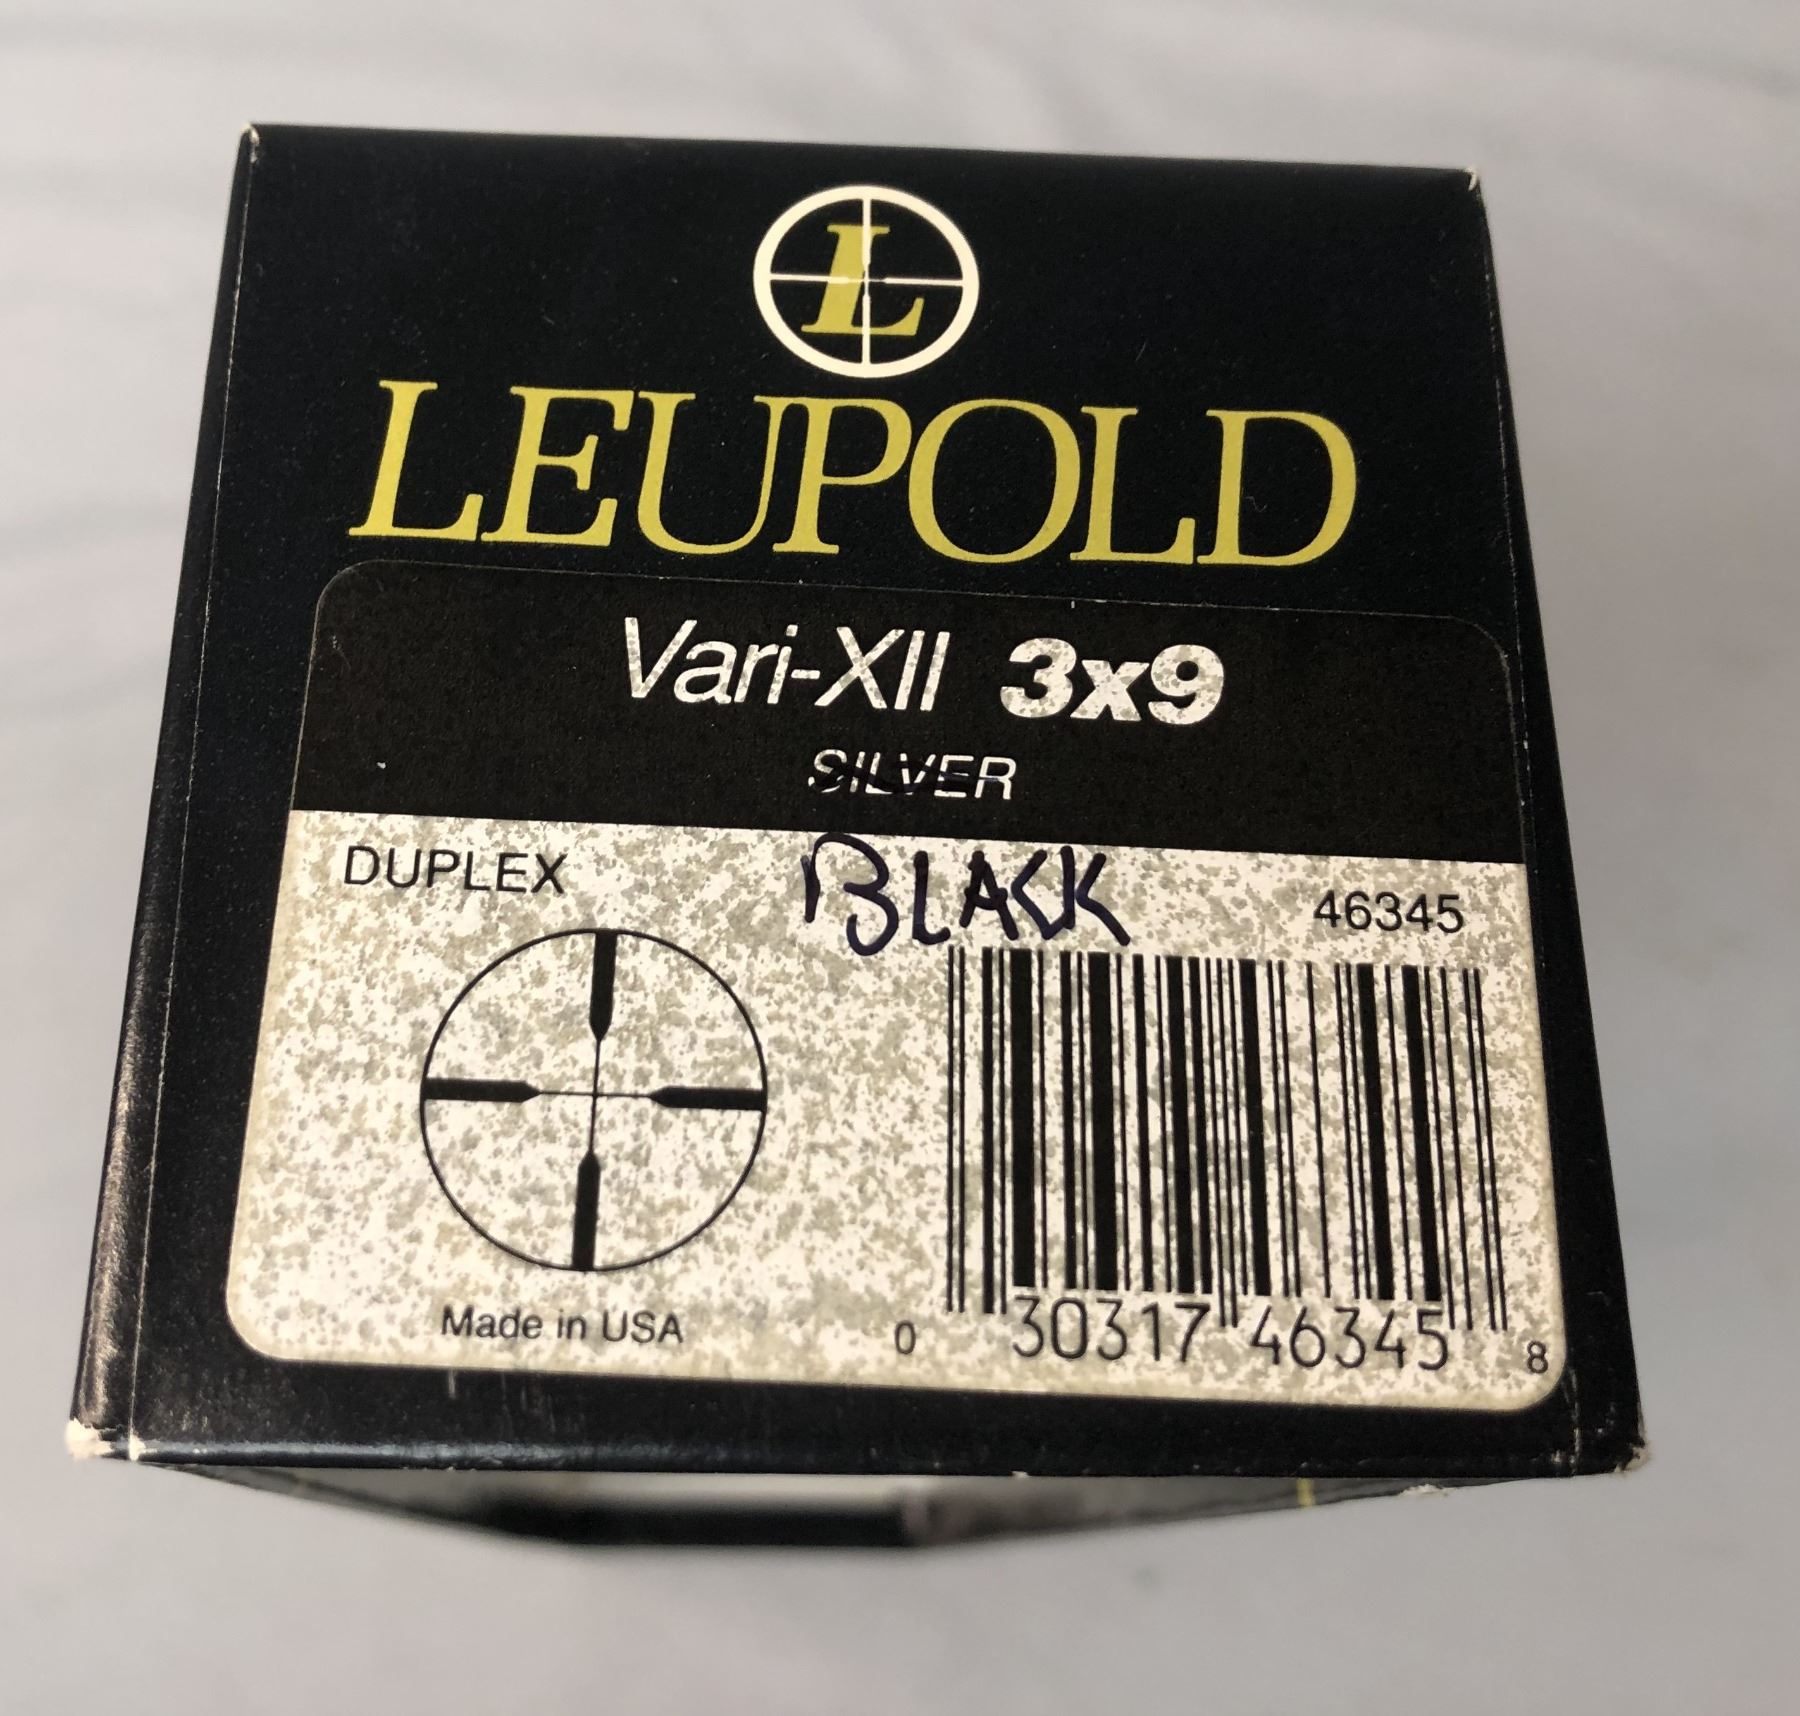 L
LEUPOLD
Vari-XII 3x9
SILVER
BLACK
DUPLEX
46345
Made in USA
0 30317 46345 8